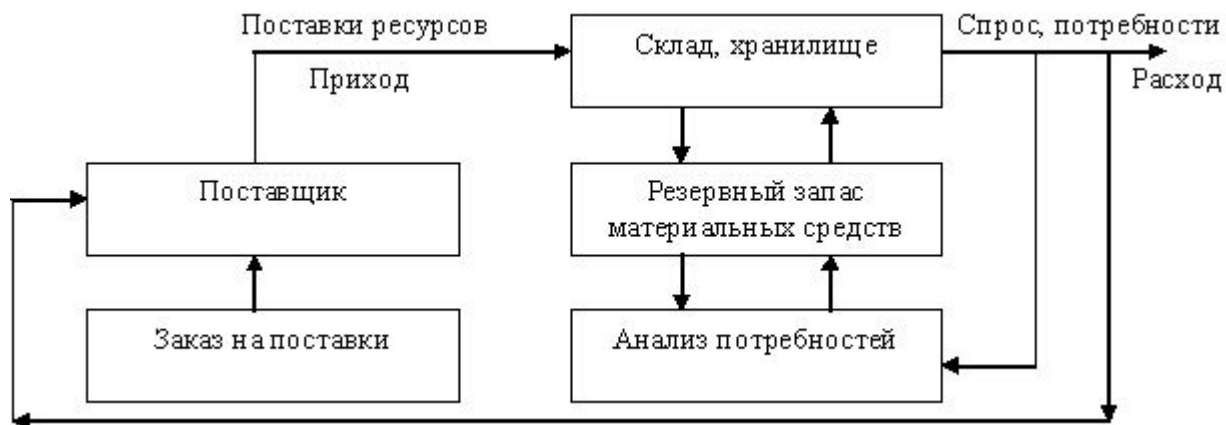 Поставки ресурсов
Приход
Склад, хранилище
Спрос, потребности
Расход
Поставщик
Резервный запас
материальных средств
Заказ на поставки
Анализ потребностей